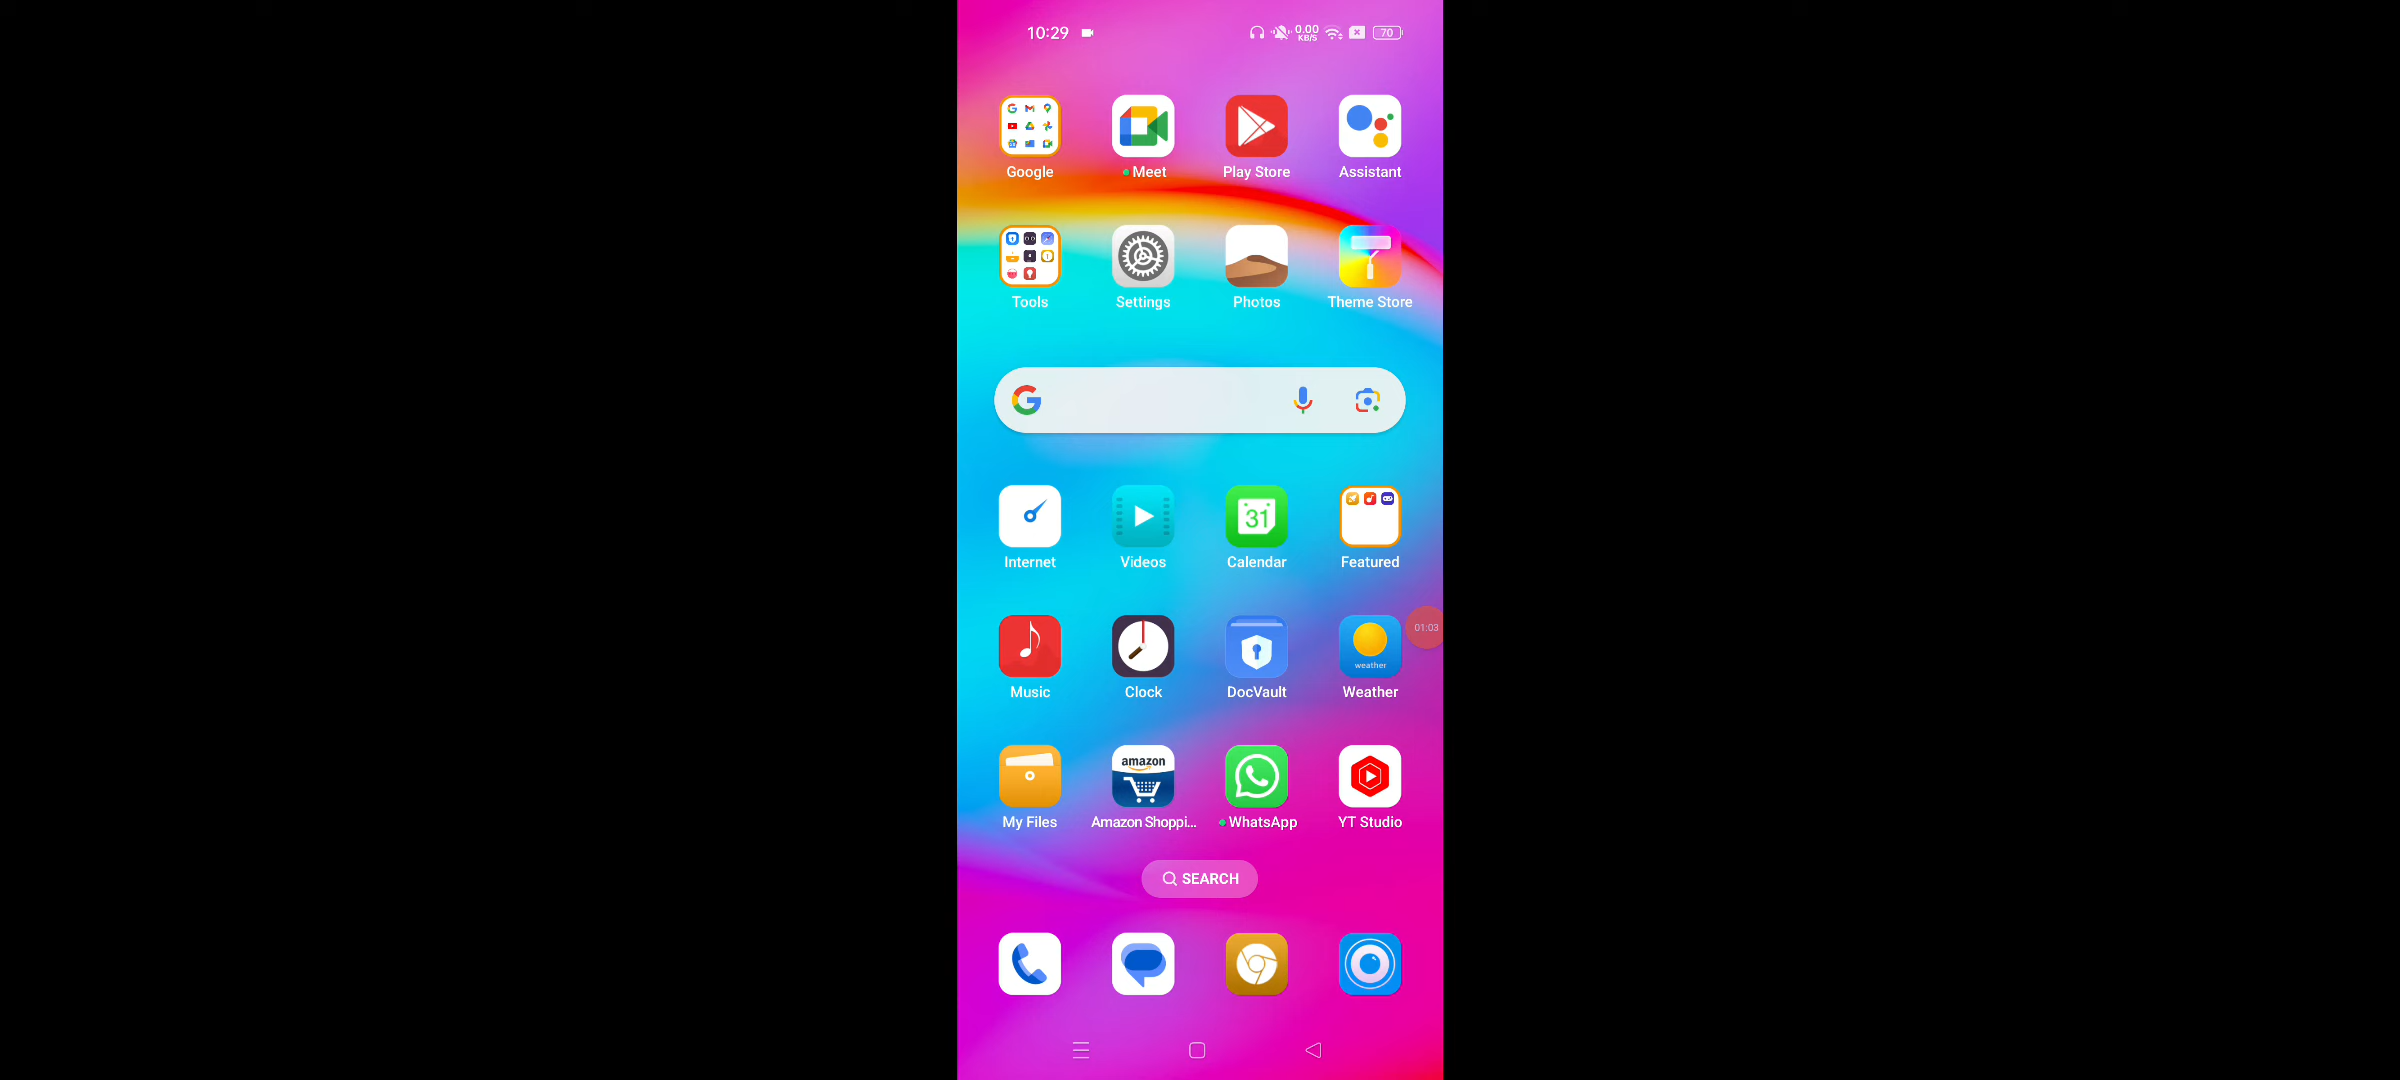 10:29 0.00 KB/S 70
Google Meet Play Store Assistant
Tools Settings Photos Theme Store
31
Internet Videos Calendar Featured
01:03
weather
Music Clock DocVault Weather
amazon
My Files Amazon Shoppi... WhatsApp YT Studio
SEARCH